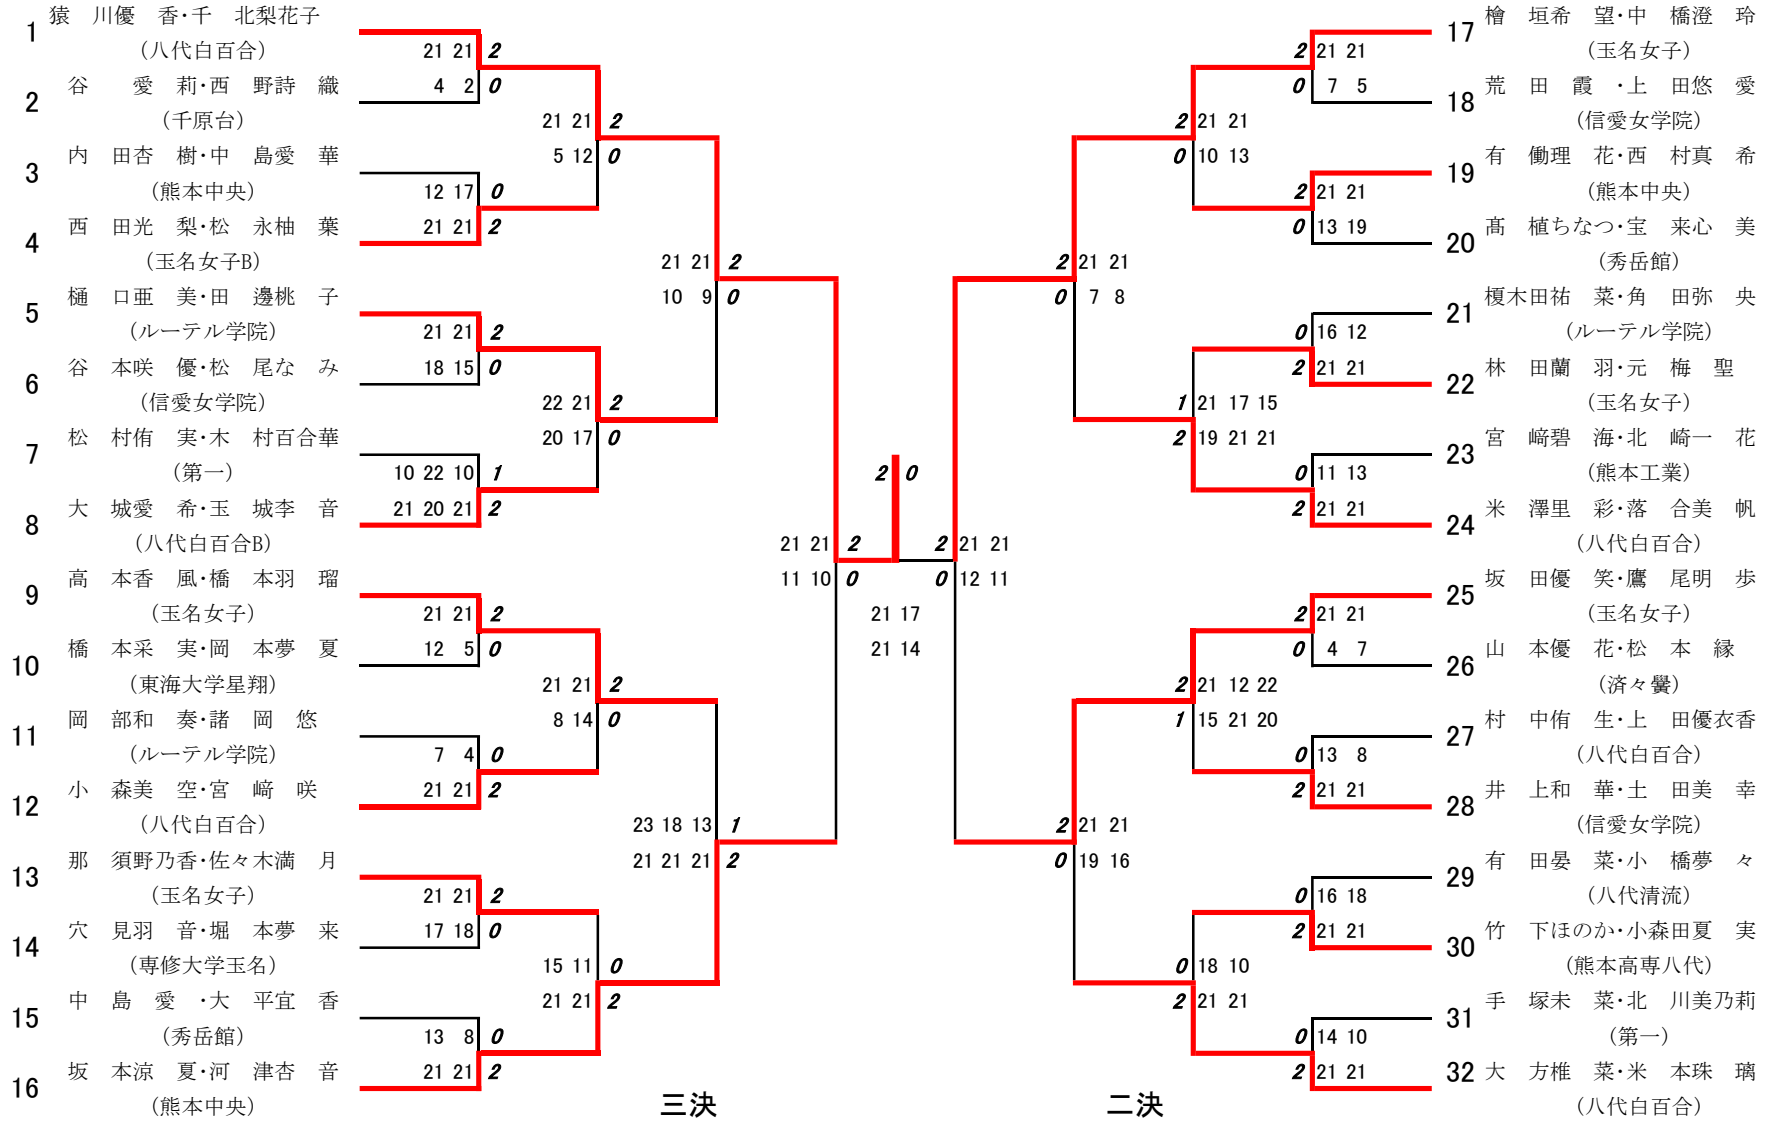 猿 川優 香・千 北梨花子
1
(八代白百合)
21 21 2
谷 愛 莉・西 野詩 織
4 2 0
2
(千原台)
21 21 2
内 田杏 樹・中 島愛 華
5 12 0
3
(熊本中央)
12 17 0
西 田光 梨・松 永柚 葉
21 21 2
4
(玉名女子B)
21 21 2
樋 口亜 美・田 邊桃 子
10 9 0
5
(ルーテル学院)
21 21 2
谷 本咲 優・松 尾な み
18 15 0
6
(信愛女学院)
22 21 2
松 村侑 実・木 村百合華
20 17 0
7
(第一)
10 22 10 1
大 城愛 希・玉 城李 音
21 20 21 2
8
(八代白百合B)
21 21 2
高 本香 風・橋 本羽 瑠
11 10 0
9
(玉名女子)
21 21 2
橋 本采 実・岡 本夢 夏
12 5 0
10
(東海大学星翔)
21 21 2
岡 部和 奏・諸 岡 悠
8 14 0
11
(ルーテル学院)
7 4 0
小 森美 空・宮 﨑 咲
21 21 2
12
(八代白百合)
23 18 13 1
那 須野乃香・佐々木満 月
21 21 21 2
13
(玉名女子)
21 21 2
穴 見羽 音・堀 本夢 来
17 18 0
14
(専修大学玉名)
15 11 0
中 島 愛 ・大 平宜 香
21 21 2
15
(秀岳館)
13 8 0
坂 本涼 夏・河 津杏 音
21 21 2
16
(熊本中央)
三決
2 0
21 17
21 14
檜 垣希 望・中 橋澄 玲
17
(玉名女子)
2 21 21
荒 田 霞 ・上 田悠 愛
0 7 5
18
(信愛女学院)
2 21 21
有 働理 花・西 村真 希
0 10 13
19
(熊本中央)
2 21 21
髙 植ちなつ・宝 来心 美
0 13 19
20
(秀岳館)
2 21 21
榎木田祐 菜・角 田弥 央
0 7 8
21
(ルーテル学院)
0 16 12
林 田蘭 羽・元 梅 聖
2 21 21
22
(玉名女子)
1 21 17 15
宮 﨑碧 海・北 崎一 花
2 19 21 21
23
(熊本工業)
0 11 13
米 澤里 彩・落 合美 帆
2 21 21
24
(八代白百合)
2 21 21
坂 田優 笑・鷹 尾明 歩
0 12 11
25
(玉名女子)
2 21 21
山 本優 花・松 本 縁
0 4 7
26
(済々黌)
2 21 12 22
村 中侑 生・上 田優衣香
1 15 21 20
27
(八代白百合)
0 13 8
井 上和 華・土 田美 幸
2 21 21
28
(信愛女学院)
2 21 21
有 田晏 菜・小 橋夢 々
0 19 16
29
(八代清流)
0 16 18
竹 下ほのか・小森田夏 実
2 21 21
30
(熊本高専八代)
0 18 10
手 塚未 菜・北 川美乃莉
2 21 21
31
(第一)
0 14 10
大 方椎 菜・米 本珠 璃
2 21 21
32
(八代白百合)
二決